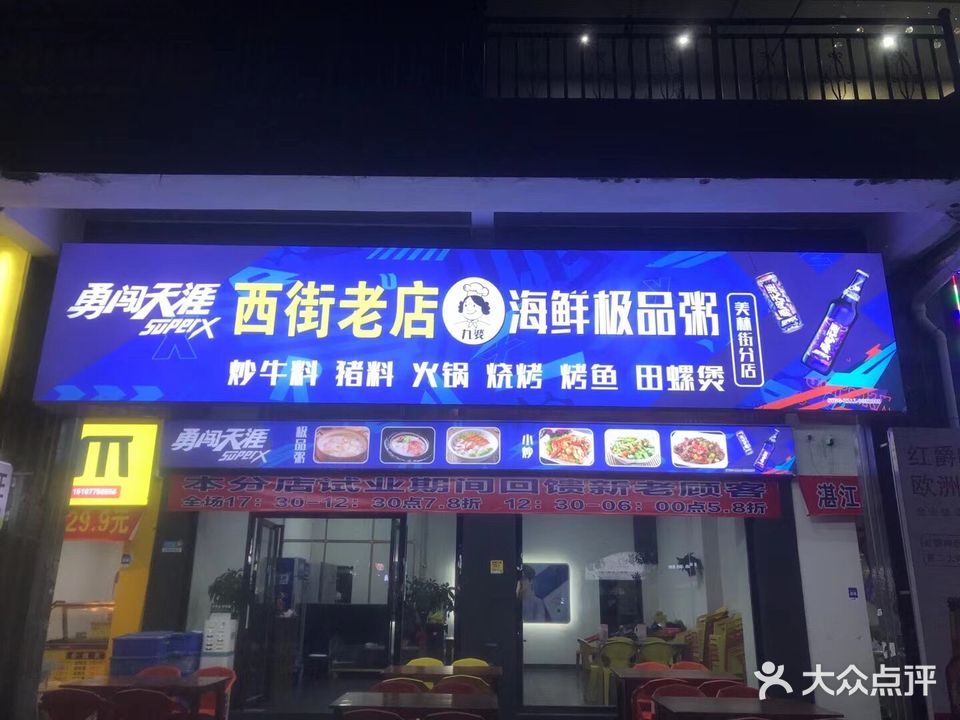 勇闯天涯
superX
西街老店
九婆
海鲜极品粥
美林街分店
炒牛料 猪料 火锅 烧烤 烤鱼 田螺煲
勇闯天涯
superX
极品粥
小炒
本分店试业期间回馈新老顾客
全场17：30-12：30点7.8折 12：30-06：00点5.8折
湛江
29.9元
红爵
欧洲
大众点评